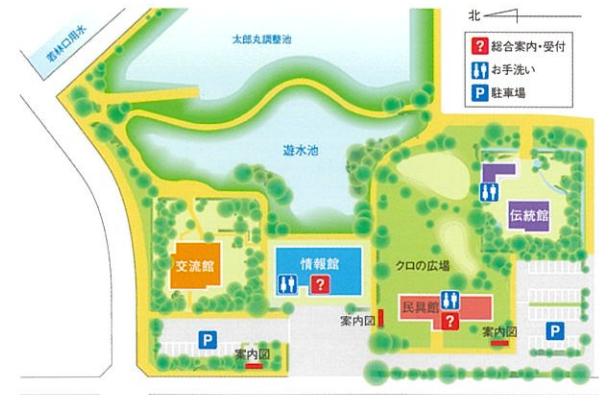 北
若林口用水
太郎丸調整池
? 総合案内・受付
お手洗い
P 駐車場
遊水池
伝統館
交流館
情報館
?
クロの広場
民具館
?
案内図
案内図
案内図
P
P